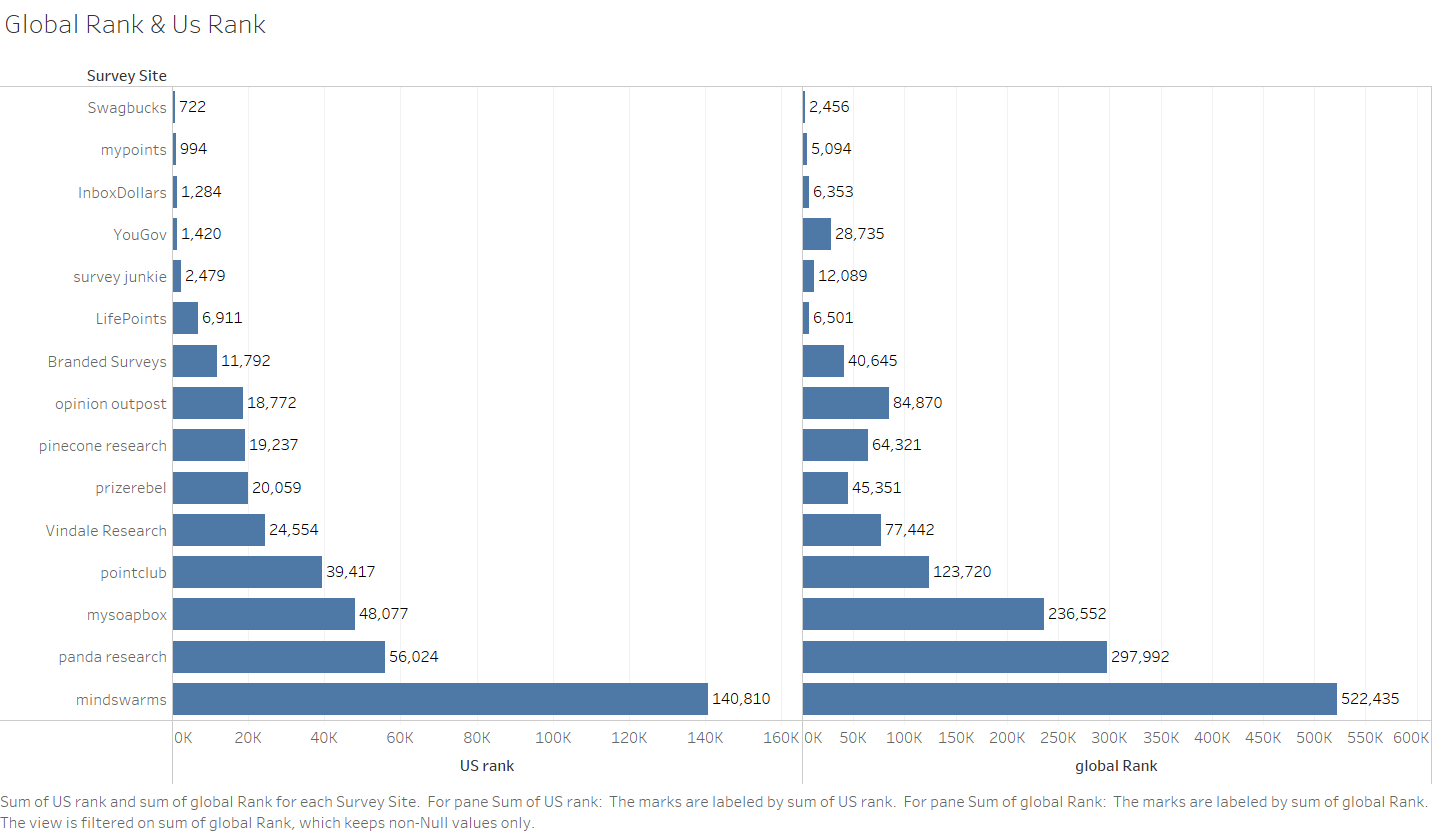 Global Rank & Us Rank
Survey Site
Swagbucks 722 2,456
mypoints 994 5,094
InboxDollars 1,284 6,353
YouGov 1,420 28,735
survey junkie 2,479 12,089
LifePoints 6,911 6,501
Branded Surveys 11,792 40,645
opinion outpost 18,772 84,870
pinecone research 19,237 64,321
prizerebel 20,059 45,351
Vindale Research 24,554 77,442
pointclub 39,417 123,720
mysoapbox 48,077 236,552
panda research 56,024 297,992
mindswarms 140,810 522,435
0K 20K 40K 60K 80K 100K 120K 140K 160K 0K 50K 100K 150K 200K 250K 300K 350K 400K 450K 500K 550K 600K
US rank global Rank
Sum of US rank and sum of global Rank for each Survey Site. For pane Sum of US rank: The marks are labeled by sum of US rank. For pane Sum of global Rank: The marks are labeled by sum of global Rank.
The view is filtered on sum of global Rank, which keeps non-Null values only.